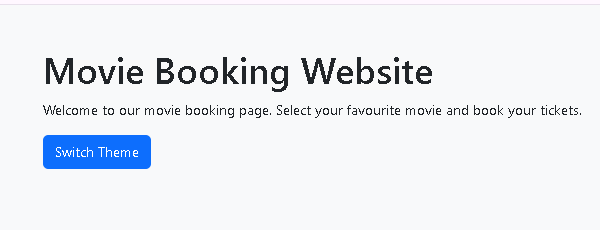 Movie Booking Website
Welcome to our movie booking page. Select your favourite movie and book your tickets.
Switch Theme